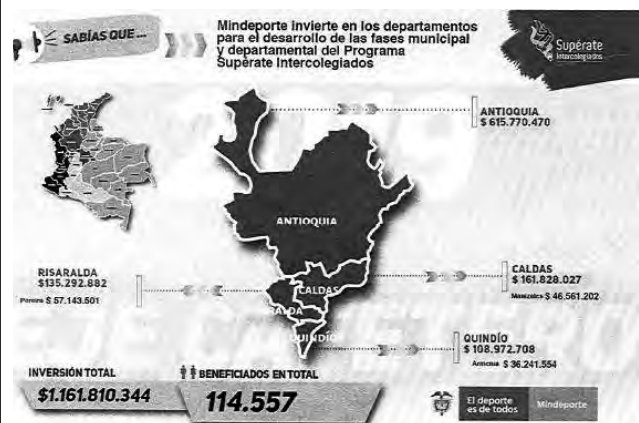 SABÍAS QUE...
Mindeporte invierte en los departamentos
para el desarrollo de las fases municipal
y departamental del Programa
Supérate Intercolegiados
Supérate
Intercolegiados
ANTIOQUIA
$ 615.770.470
ANTIOQUIA
RISARALDA
$135.292.882
Pereira $ 57.143.501
CALDAS
RALDA
QUINDÍO
CALDAS
$ 161.828.027
Manizales $ 46.561.202
QUINDÍO
$ 108.972.708
Armenia $ 36.241.554
INVERSIÓN TOTAL
$1.161.810.344
BENEFICIADOS EN TOTAL
114.557
El deporte
es de todos
Mindeporte